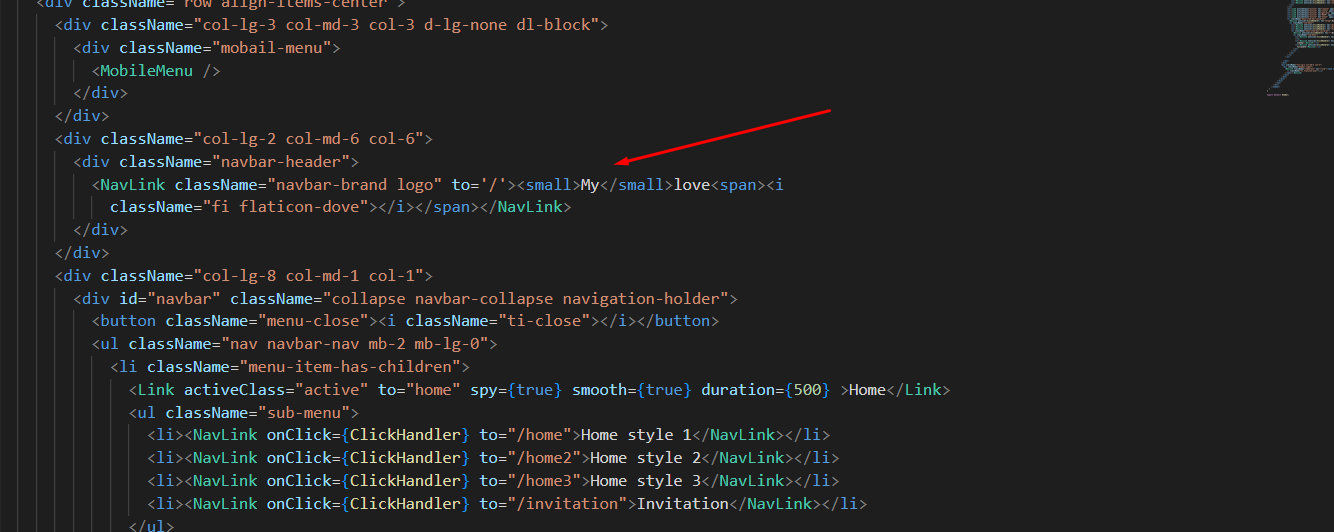 <div className="row align-items-center">
<div className="col-lg-3 col-md-3 col-3 d-lg-none dl-block">
<div className="mobail-menu">
<MobileMenu />
</div>
</div>
<div className="col-lg-2 col-md-6 col-6">
<div className="navbar-header">
<NavLink className="navbar-brand logo" to='/'><small>My</small>love<span><i
className="fi flaticon-dove"></i></span></NavLink>
</div>
</div>
<div className="col-lg-8 col-md-1 col-1">
<div id="navbar" className="collapse navbar-collapse navigation-holder">
<button className="menu-close"><i className="ti-close"></i></button>
<ul className="nav navbar-nav mb-2 mb-lg-0">
<li className="menu-item-has-children">
<Link activeClass="active" to="home" spy={true} smooth={true} duration={500} >Home</Link>
<ul className="sub-menu">
<li><NavLink onClick={ClickHandler} to="/home">Home style 1</NavLink></li>
<li><NavLink onClick={ClickHandler} to="/home2">Home style 2</NavLink></li>
<li><NavLink onClick={ClickHandler} to="/home3">Home style 3</NavLink></li>
<li><NavLink onClick={ClickHandler} to="/invitation">Invitation</NavLink></li>
</ul>